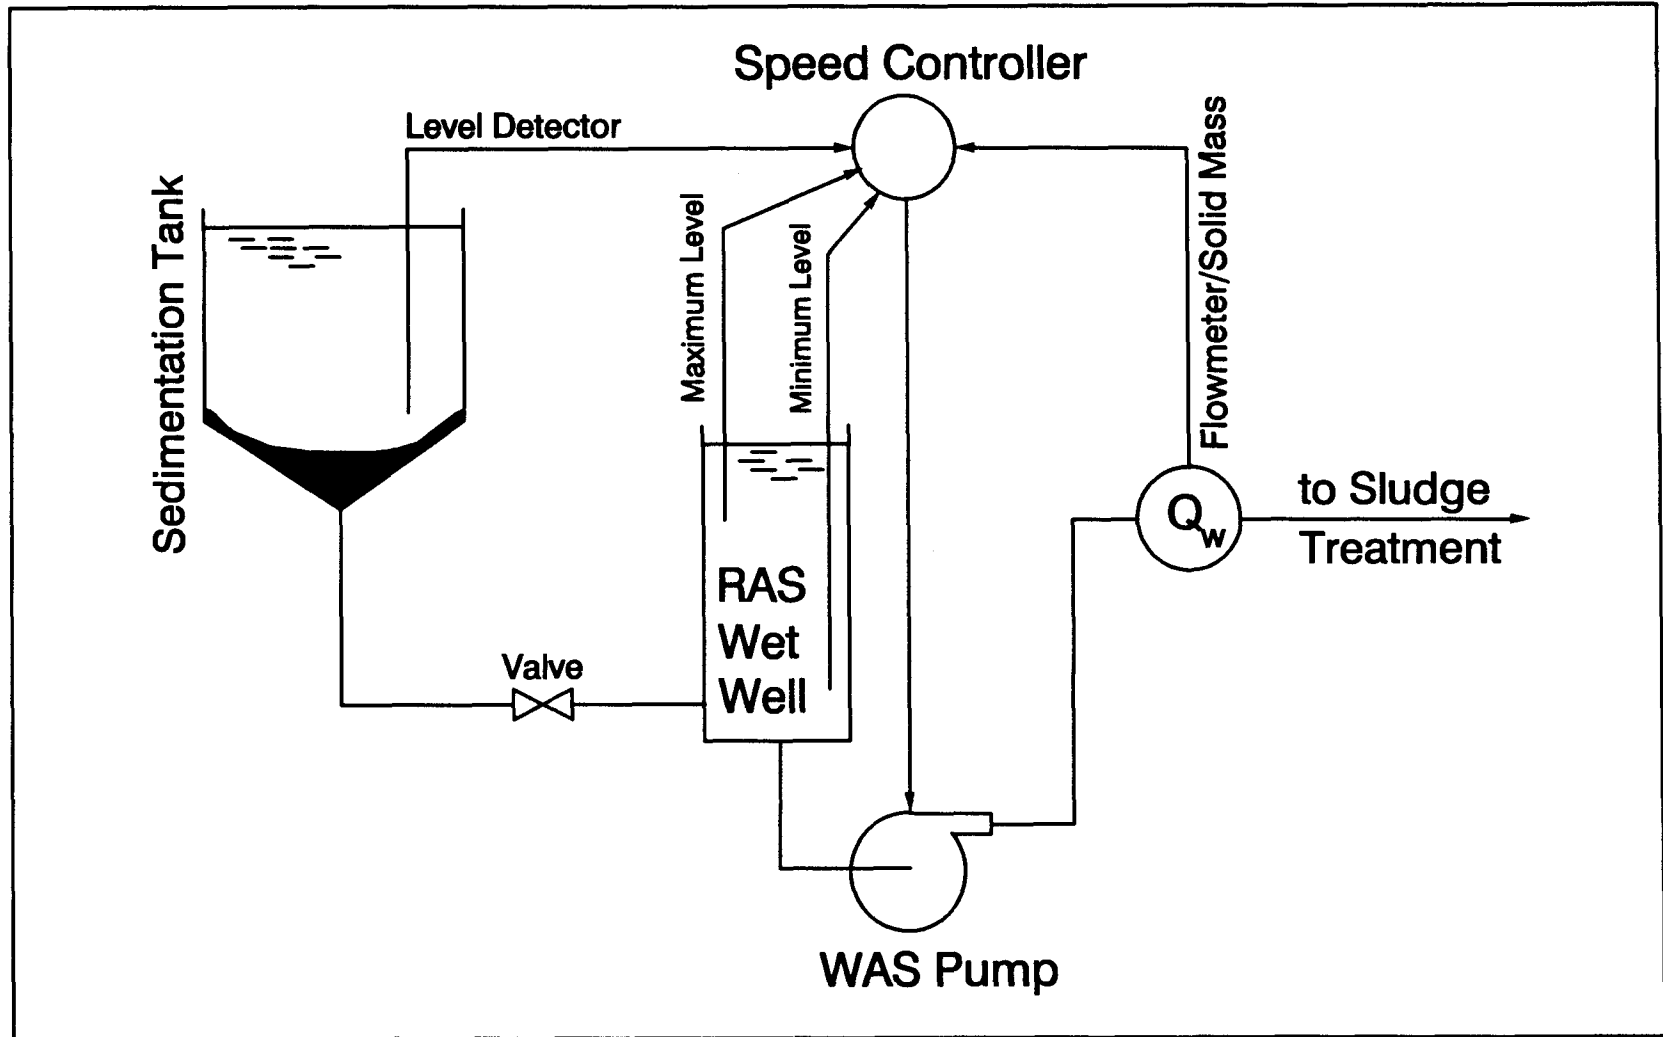 Speed Controller
Level Detector
Sedimentation Tank
Maximum Level
Minimum Level
Flowmeter/Solid Mass
RAS
Wet
Well
Valve
Qw
to Sludge
Treatment
WAS Pump